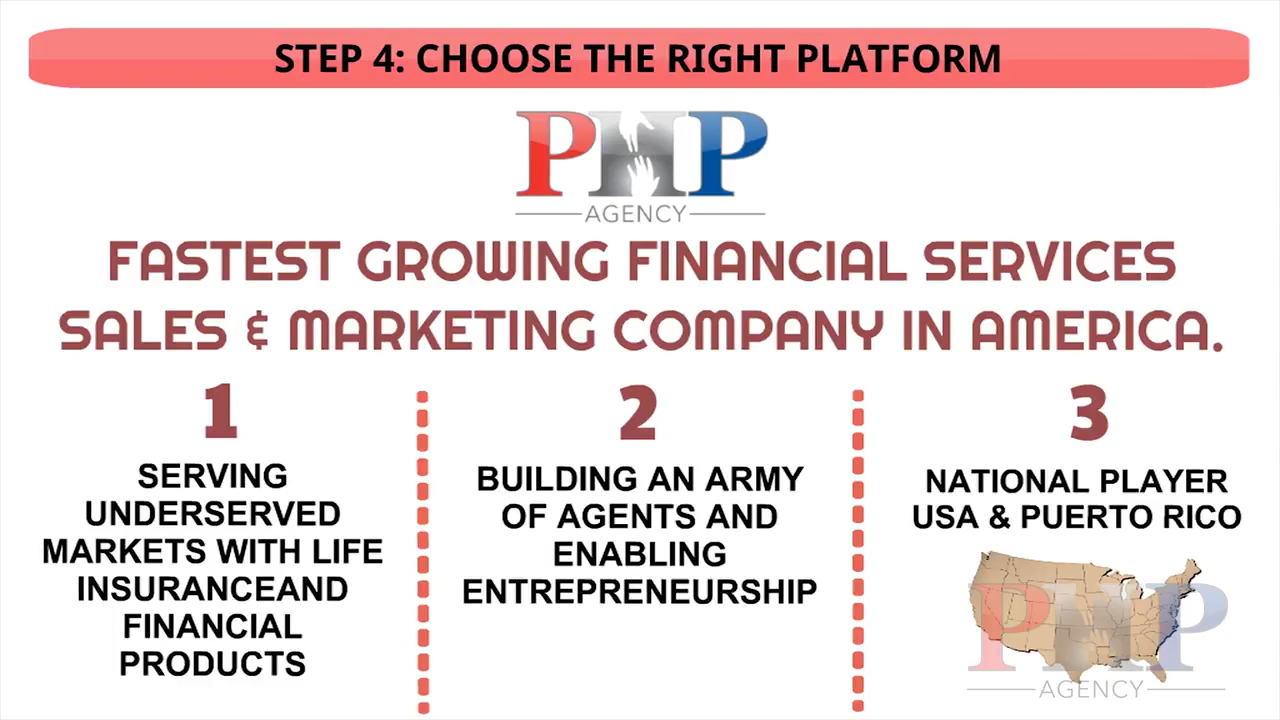 STEP 4: CHOOSE THE RIGHT PLATFORM
PHP
AGENCY
FASTEST GROWING FINANCIAL SERVICES
SALES & MARKETING COMPANY IN AMERICA.
1
SERVING
UNDERSERVED
MARKETS WITH LIFE
INSURANCEAND
FINANCIAL
PRODUCTS
2
BUILDING AN ARMY
OF AGENTS AND
ENABLING
ENTREPRENEURSHIP
3
NATIONAL PLAYER
USA & PUERTO RICO
PHP
AGENCY